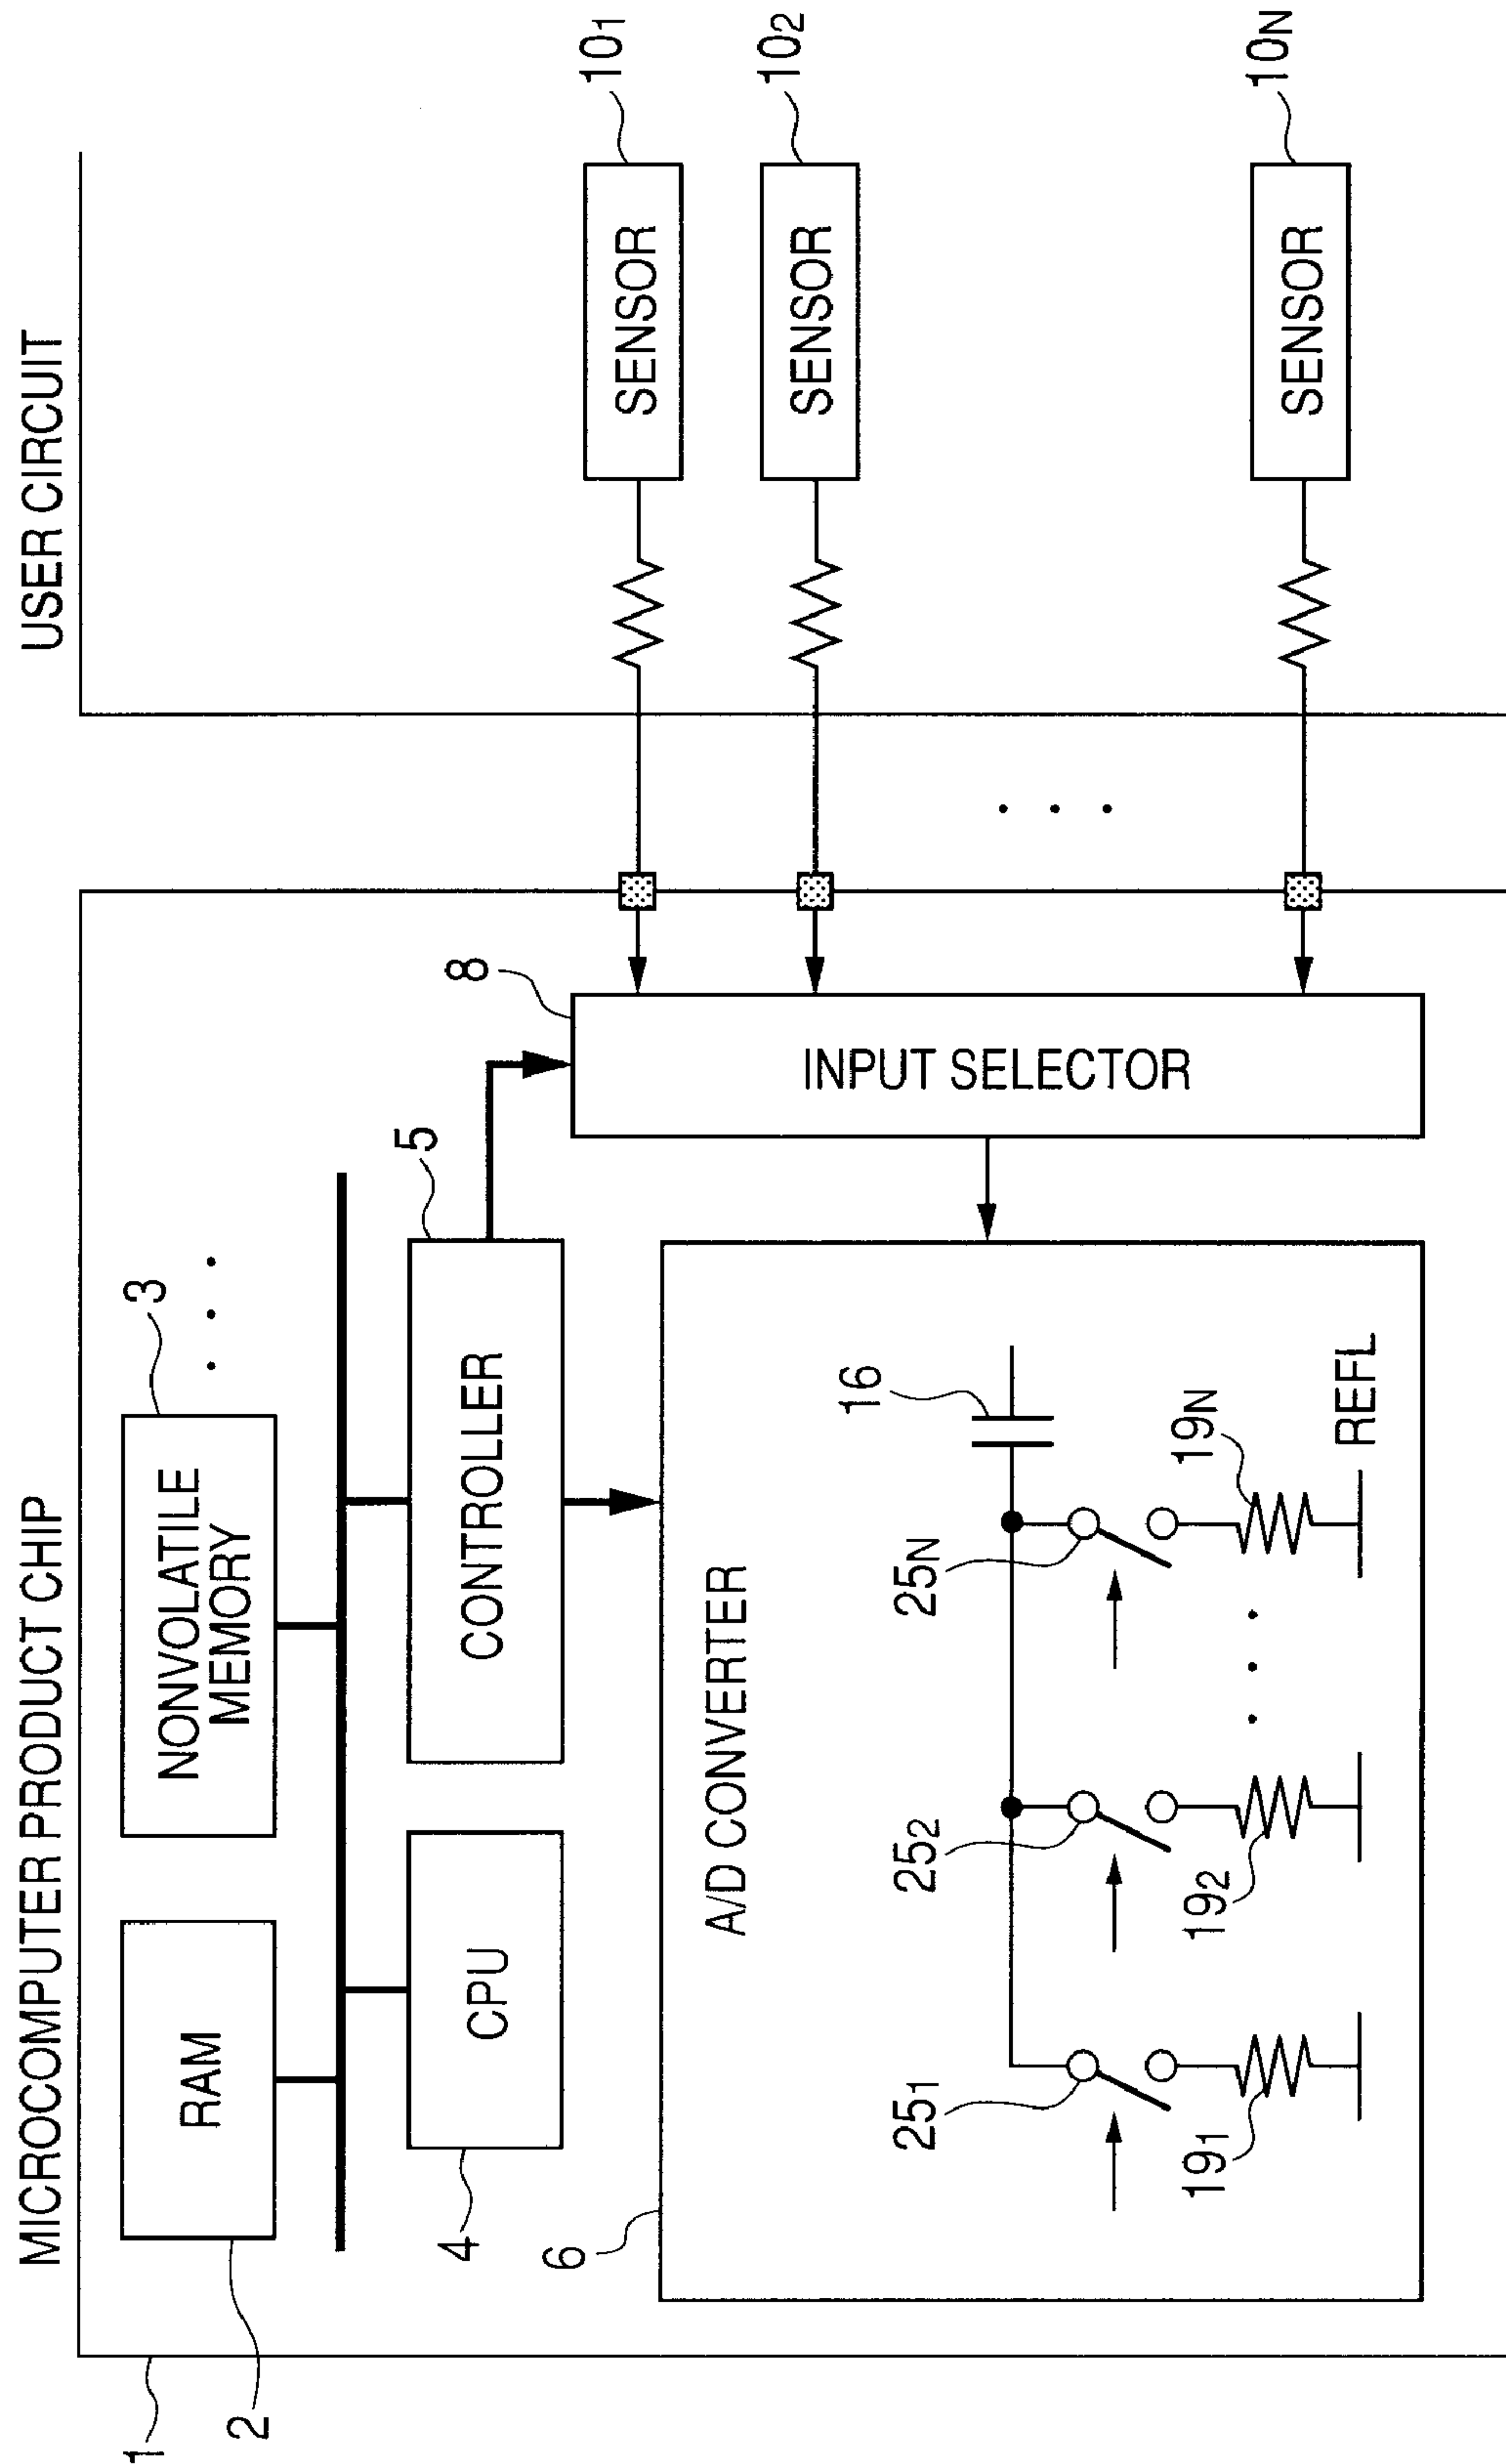 MICROCOMPUTER PRODUCT CHIP
USER CIRCUIT
1
2
RAM
3
NONVOLATILE
MEMORY
. . .
4
CPU
5
CONTROLLER
8
INPUT SELECTOR
6
A/D CONVERTER
16
25₁
25₂
25N
19₁
19₂
. . .
19N
REFL
SENSOR
10₁
SENSOR
10₂
. . .
SENSOR
10N